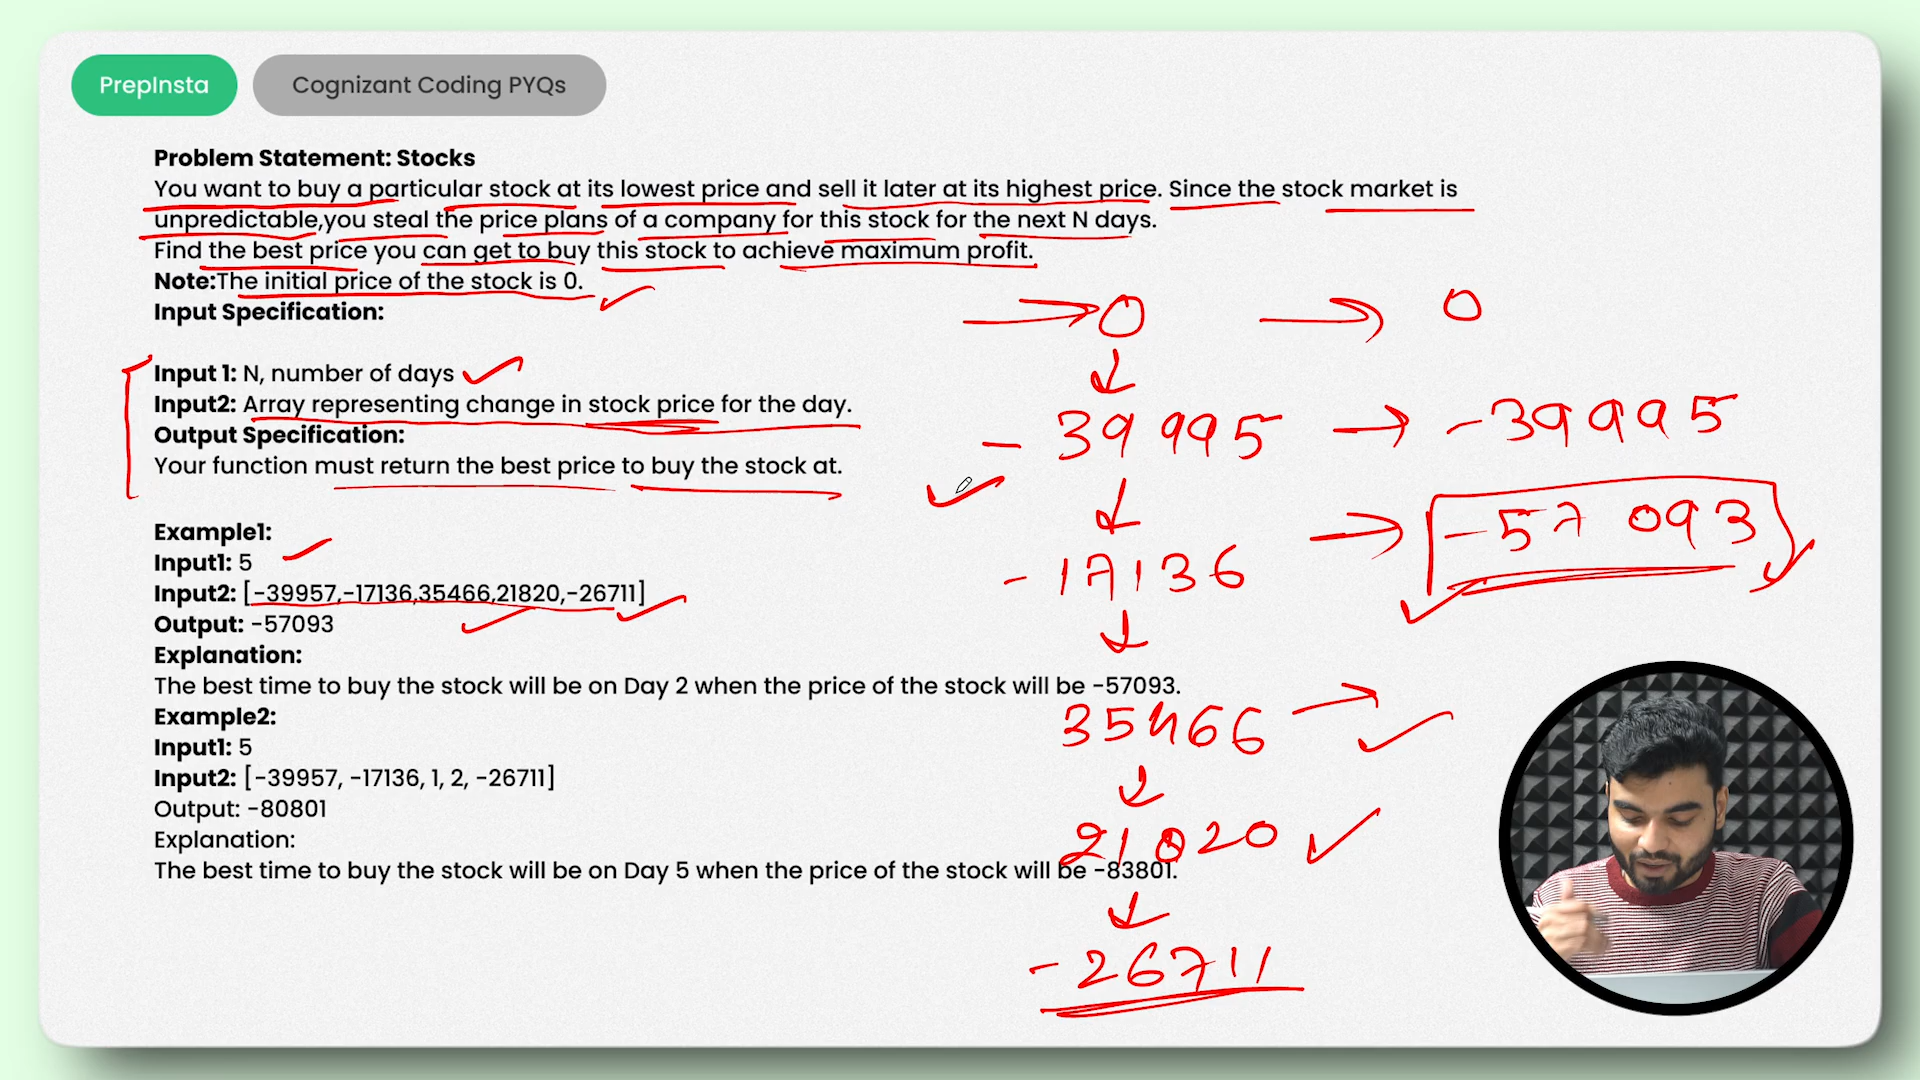 PrepInsta
Cognizant Coding PYQs
Problem Statement: Stocks
You want to buy a particular stock at its lowest price and sell it later at its highest price. Since the stock market is
unpredictable,you steal the price plans of a company for this stock for the next N days.
Find the best price you can get to buy this stock to achieve maximum profit.
Note:The initial price of the stock is 0.
Input Specification:
Input 1: N, number of days
Input2: Array representing change in stock price for the day.
Output Specification:
Your function must return the best price to buy the stock at.
Example1:
Input1: 5
Input2: [-39957,-17136,35466,21820,-26711]
Output: -57093
Explanation:
The best time to buy the stock will be on Day 2 when the price of the stock will be -57093.
Example2:
Input1: 5
Input2: [-39957, -17136, 1, 2, -26711]
Output: -80801
Explanation:
The best time to buy the stock will be on Day 5 when the price of the stock will be -83801.
→ 0 → 0
↓
- 39995 → -39995
↓
-17136 → -57093
↓
35466 →
↓
21820
↓
-26711